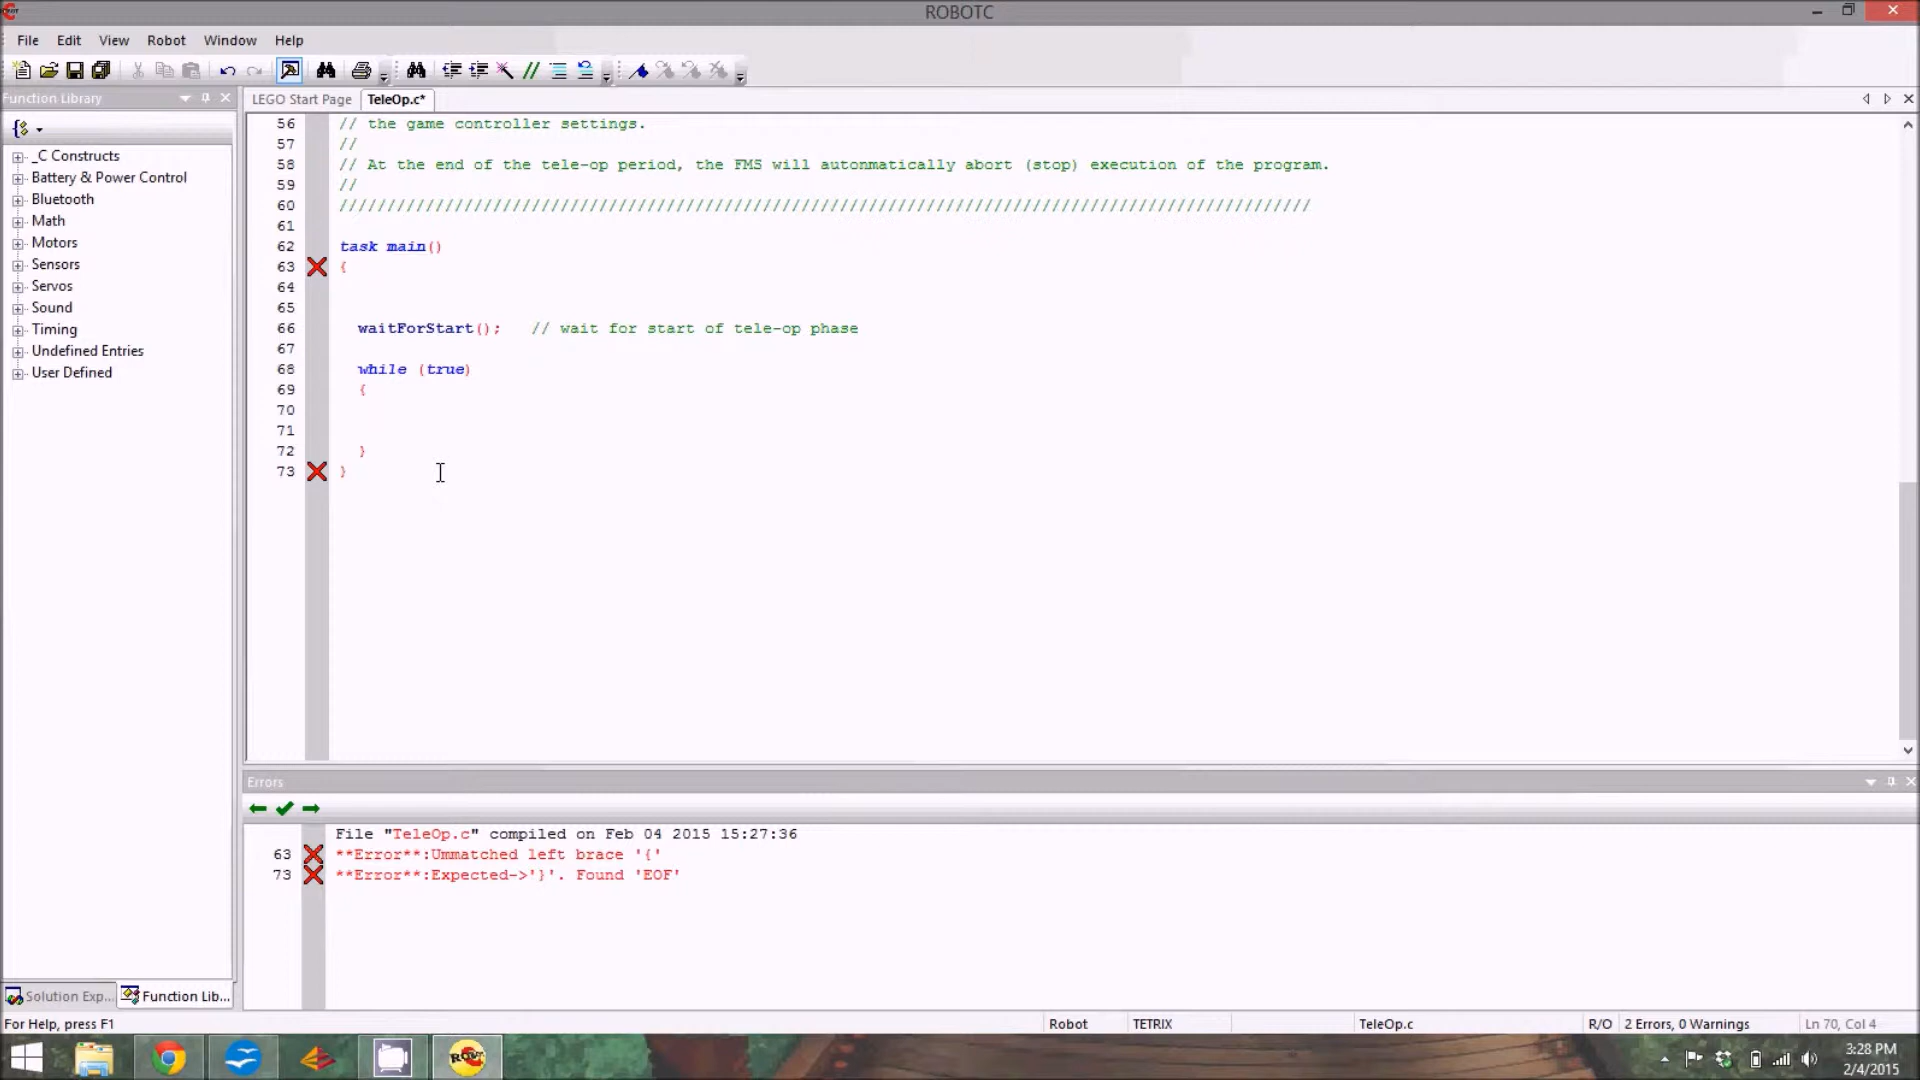 ROBOTC
File Edit View Robot Window Help
Function Library
LEGO Start Page TeleOp.c*
_C Constructs
Battery & Power Control
Bluetooth
Math
Motors
Sensors
Servos
Sound
Timing
Undefined Entries
User Defined
56 // the game controller settings.
57 //
58 // At the end of the tele-op period, the FMS will autonmatically abort (stop) execution of the program.
59 //
60 /////////////////////////////////////////////////////////////////////////////////////////////////////
61
62 task main()
63 {
64
65
66 waitForStart(); // wait for start of tele-op phase
67
68 while (true)
69 {
70
71
72 }
73 }
Errors
File "TeleOp.c" compiled on Feb 04 2015 15:27:36
63 **Error**:Ummatched left brace '{'
73 **Error**:Expected->'}'. Found 'EOF'
Solution Exp... Function Lib...
For Help, press F1 Robot TETRIX TeleOp.c R/O 2 Errors, 0 Warnings Ln 70, Col 4
3:28 PM
2/4/2015